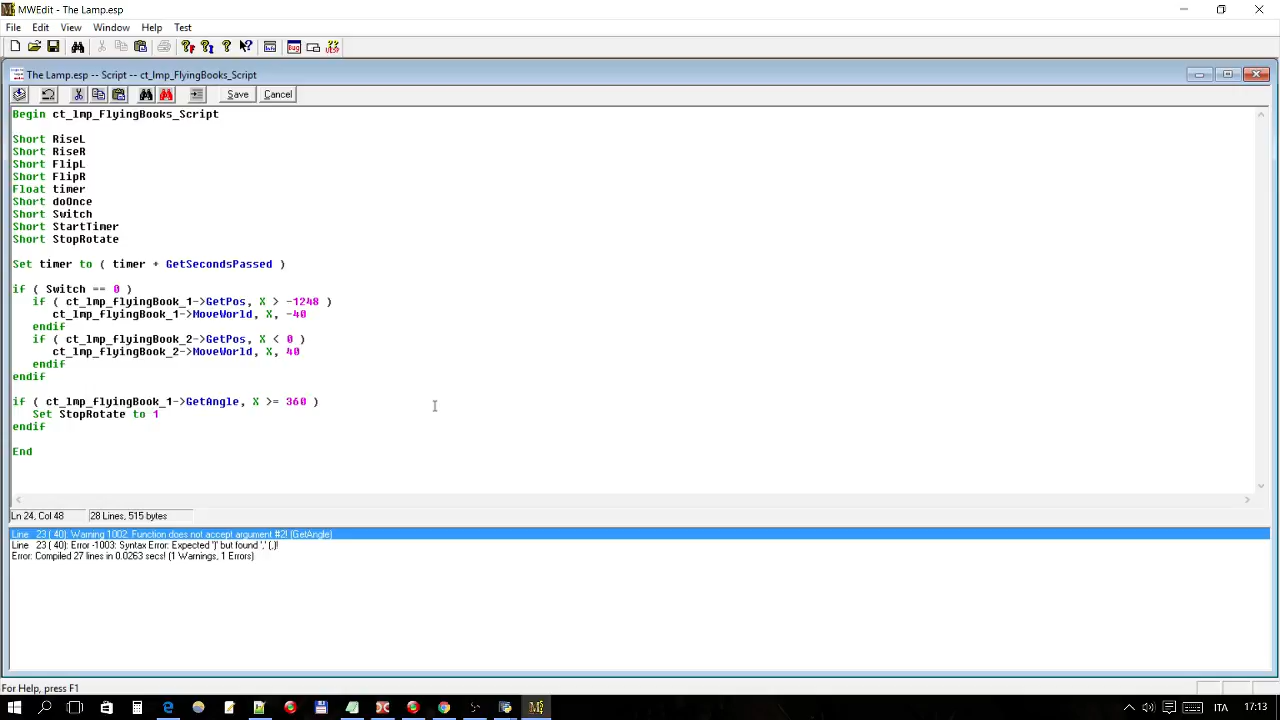 MWEdit - The Lamp.esp
File Edit View Window Help Test
The Lamp.esp -- Script -- ct_lmp_FlyingBooks_Script
Save Cancel
Begin ct_lmp_FlyingBooks_Script
Short RiseL
Short RiseR
Short FlipL
Short FlipR
Float timer
Short doOnce
Short Switch
Short StartTimer
Short StopRotate
Set timer to ( timer + GetSecondsPassed )
if ( Switch == 0 )
if ( ct_lmp_flyingBook_1->GetPos, X > -1248 )
ct_lmp_flyingBook_1->MoveWorld, X, -40
endif
if ( ct_lmp_flyingBook_2->GetPos, X < 0 )
ct_lmp_flyingBook_2->MoveWorld, X, 40
endif
endif
if ( ct_lmp_flyingBook_1->GetAngle, X >= 360 )
Set StopRotate to 1
endif
End
Ln 24, Col 48 28 Lines, 515 bytes
Line 23 ( 40): Warning 1002: Function does not accept argument #2! (GetAngle)
Line 23 ( 40): Error -1003: Syntax Error: Expected ')' but found ',' (,)!
Error: Compiled 27 lines in 0.0263 secs! (1 Warnings, 1 Errors)
For Help, press F1
ITA 17:13